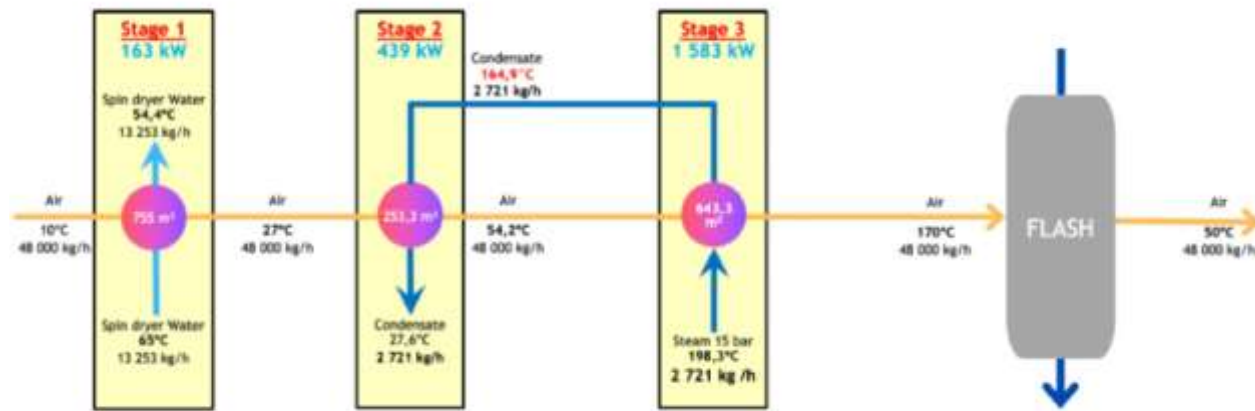 Stage 1
163 kW
Spin dryer Water
54,4°C
13 253 kg/h
755 m²
Spin dryer Water
65°C
13 253 kg/h
Air
10°C
48 000 kg/h
Air
27°C
48 000 kg/h
Stage 2
439 kW
253,3 m²
Condensate
27,6°C
2 721 kg/h
Condensate
164,9°C
2 721 kg/h
Air
54,2°C
48 000 kg/h
Stage 3
1 583 kW
643,3
m²
Steam 15 bar
198,3°C
2 721 kg /h
Air
170°C
48 000 kg/h
FLASH
Air
50°C
48 000 kg/h